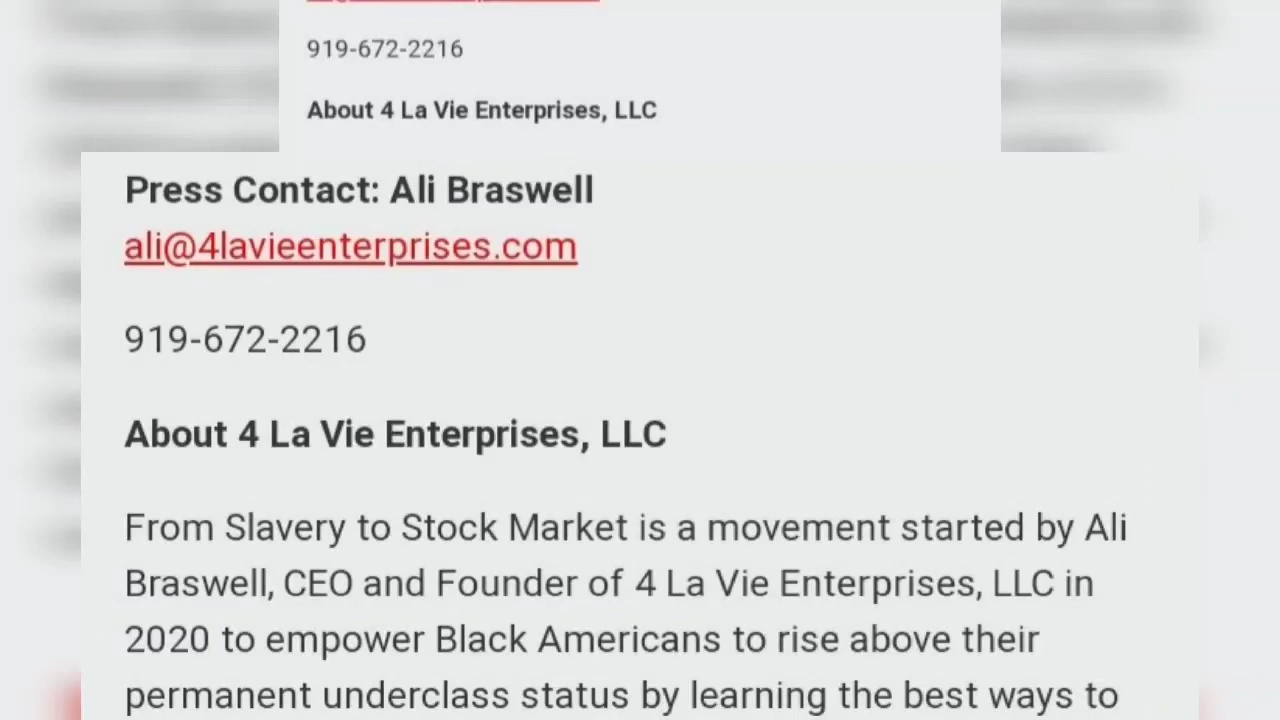 919-672-2216
About 4 La Vie Enterprises, LLC
Press Contact: Ali Braswell
ali@4lavieenterprises.com
919-672-2216
About 4 La Vie Enterprises, LLC
From Slavery to Stock Market is a movement started by Ali
Braswell, CEO and Founder of 4 La Vie Enterprises, LLC in
2020 to empower Black Americans to rise above their
permanent underclass status by learning the best ways to